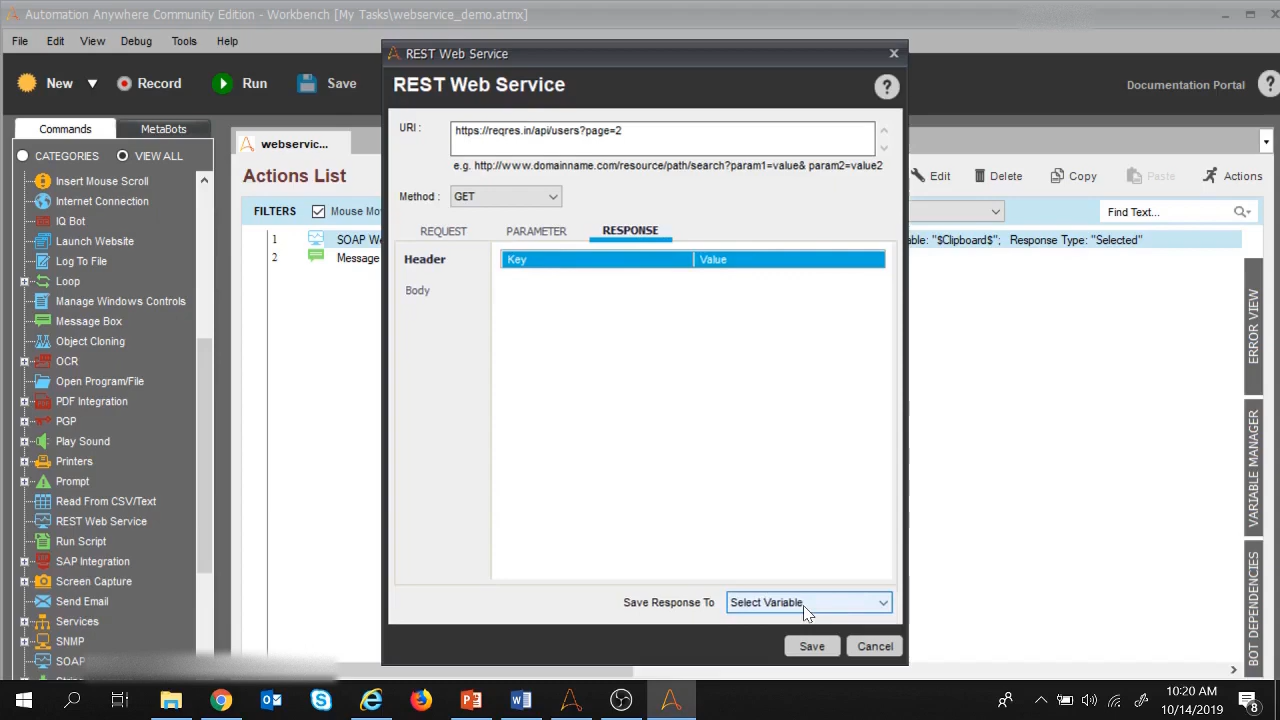 Automation Anywhere Community Edition - Workbench [My Tasks\webservice_demo.atmx]
File Edit View Debug Tools Help
New Record Run Save
Documentation Portal ?
Commands MetaBots
CATEGORIES VIEW ALL
Insert Mouse Scroll
Internet Connection
IQ Bot
Launch Website
Log To File
Loop
Manage Windows Controls
Message Box
Object Cloning
OCR
Open Program/File
PDF Integration
PGP
Play Sound
Printers
Prompt
Read From CSV/Text
REST Web Service
Run Script
SAP Integration
Screen Capture
Send Email
Services
SNMP
SOAP
webservic...
Actions List
Edit Delete Copy Paste Actions
FILTERS Mouse Mo
Find Text...
1 SOAP We
able: "$Clipboard$"; Response Type: "Selected"
2 Message
REST Web Service
REST Web Service ?
URI :
https://reqres.in/api/users?page=2
e.g. http://www.domainname.com/resource/path/search?param1=value& param2=value2
Method : GET
REQUEST PARAMETER RESPONSE
Header Key Value
Body
Save Response To Select Variable
Save Cancel
ERROR VIEW
VARIABLE MANAGER
BOT DEPENDENCIES
10:20 AM
10/14/2019
8